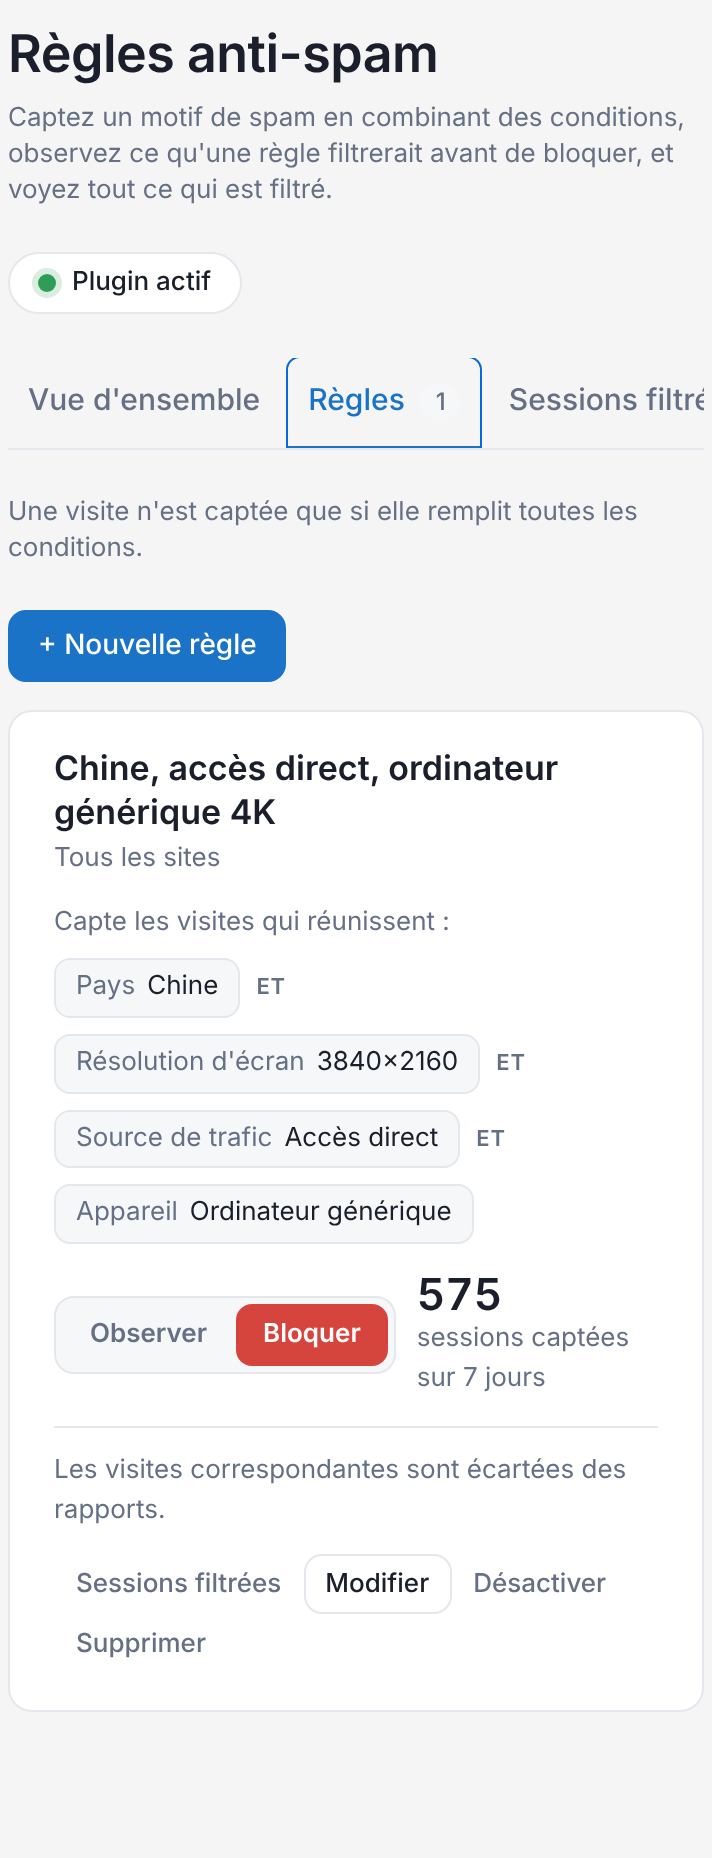 Règles anti-spam
Captez un motif de spam en combinant des conditions,
observez ce qu'une règle filtrerait avant de bloquer, et
voyez tout ce qui est filtré.
Plugin actif
Vue d'ensemble Règles 1 Sessions filtré
Une visite n'est captée que si elle remplit toutes les
conditions.
+ Nouvelle règle
Chine, accès direct, ordinateur
générique 4K
Tous les sites
Capte les visites qui réunissent :
Pays Chine ET
Résolution d'écran 3840×2160 ET
Source de trafic Accès direct ET
Appareil Ordinateur générique
Observer Bloquer
575
sessions captées
sur 7 jours
Les visites correspondantes sont écartées des
rapports.
Sessions filtrées Modifier Désactiver
Supprimer